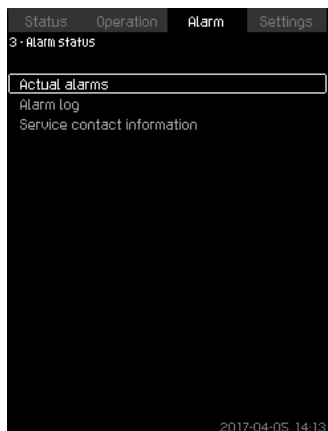 Status Operation Alarm Settings
3 - Alarm status
Actual alarms
Alarm log
Service contact information
2017-04-05 14:13